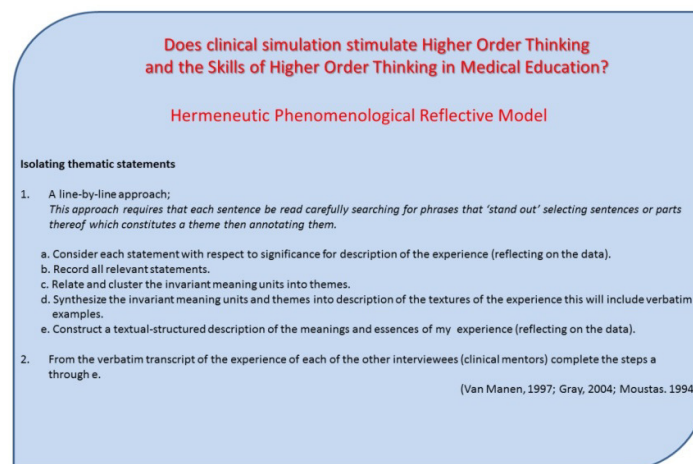 Does clinical simulation stimulate Higher Order Thinking
and the Skills of Higher Order Thinking in Medical Education?
Hermeneutic Phenomenological Reflective Model
Isolating thematic statements
1. A line-by-line approach;
This approach requires that each sentence be read carefully searching for phrases that ‘stand out’ selecting sentences or parts
thereof which constitutes a theme then annotating them.
a. Consider each statement with respect to significance for description of the experience (reflecting on the data).
b. Record all relevant statements.
c. Relate and cluster the invariant meaning units into themes.
d. Synthesize the invariant meaning units and themes into description of the textures of the experience this will include verbatim
examples.
e. Construct a textual-structured description of the meanings and essences of my experience (reflecting on the data).
2. From the verbatim transcript of the experience of each of the other interviewees (clinical mentors) complete the steps a
through e.
(Van Manen, 1997; Gray, 2004; Moustas. 1994